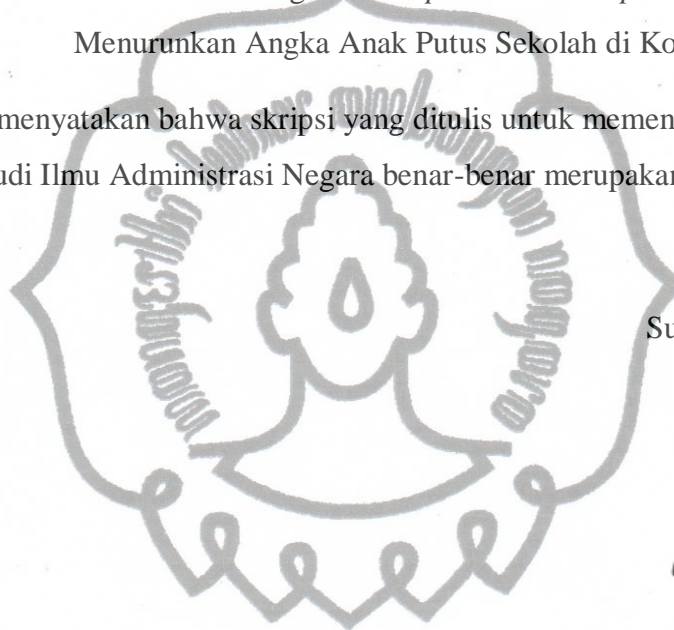 Menurunkan Angka Anak Putus Sekolah di Ko
menyatakan bahwa skripsi yang ditulis untuk memen
udi Ilmu Administrasi Negara benar-benar merupakan
Su